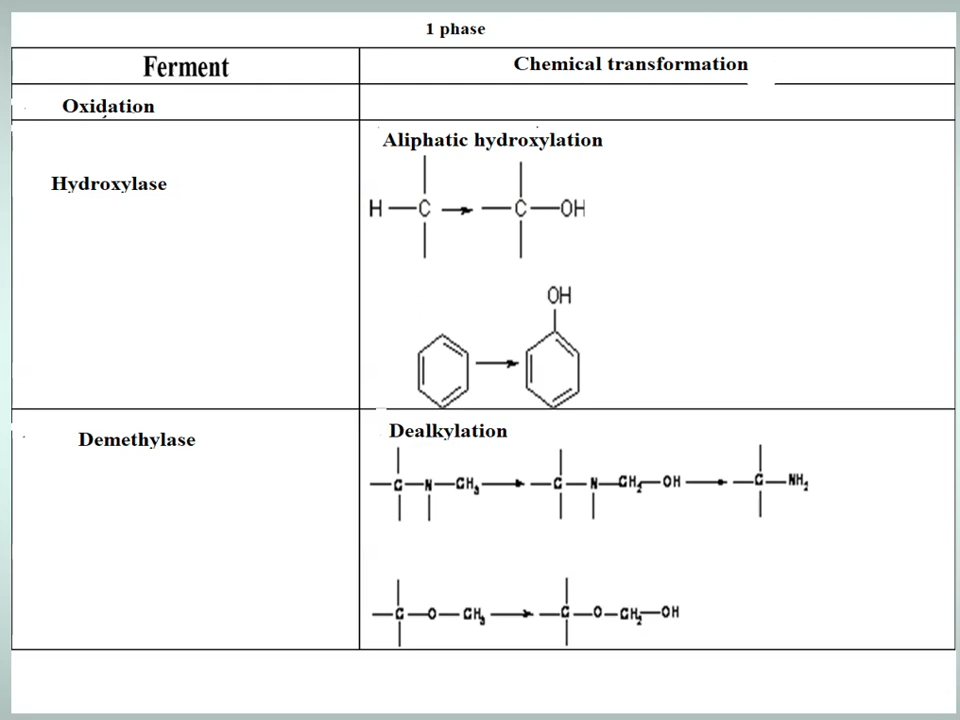 1 phase
Ferment
Chemical transformation
Oxidation
Hydroxylase
Aliphatic hydroxylation
H—C → —C—OH
OH
Demethylase
Dealkylation
—C—N—CH₃ → —C—N—CH₂—OH → —C—NH₂
—C—O—CH₃ → —C—O—CH₂—OH